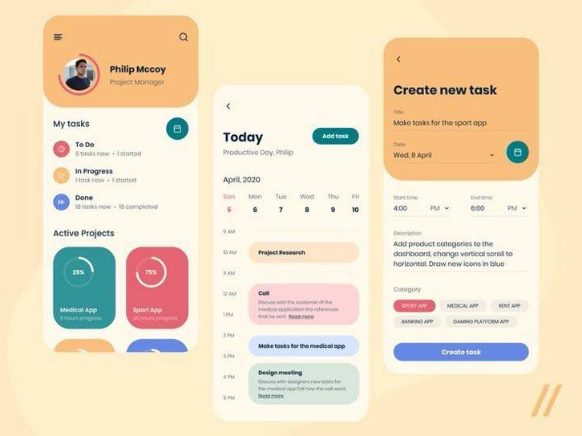 Philip Mccoy
Project Manager
My tasks
To Do
5 tasks now • 1 started
In Progress
1 task now • 1 started
Done
18 tasks now • 18 completed
Active Projects
25%
Medical App
9 hours progress
75%
Sport App
40 hours progress
Today
Add task
Productive Day, Philip
April, 2020
Sun Mon Tue Wed Thu Fri
5 6 7 8 9 10
9 AM
10 AM
Project Research
11 AM
12 AM
Call
Discuss with the customer of the
medical application the references
that he sent. Read more
1 PM
2 PM
Make tasks for the medical app
3 PM
4 PM
Design meeting
Discuss with designers new tasks for
the medical app.Tell how the call went.
Read more
5 PM
Create new task
Title
Make tasks for the sport app
Date
Wed, 8 April
Start time End time
4:00 PM 6:00 PM
Description
Add product categories to the
dashboard, change vertical scroll to
horizontal. Draw new icons in blue
Category
SPORT APP MEDICAL APP RENT APP
BANKING APP GAMING PLATFORM APP
Create task